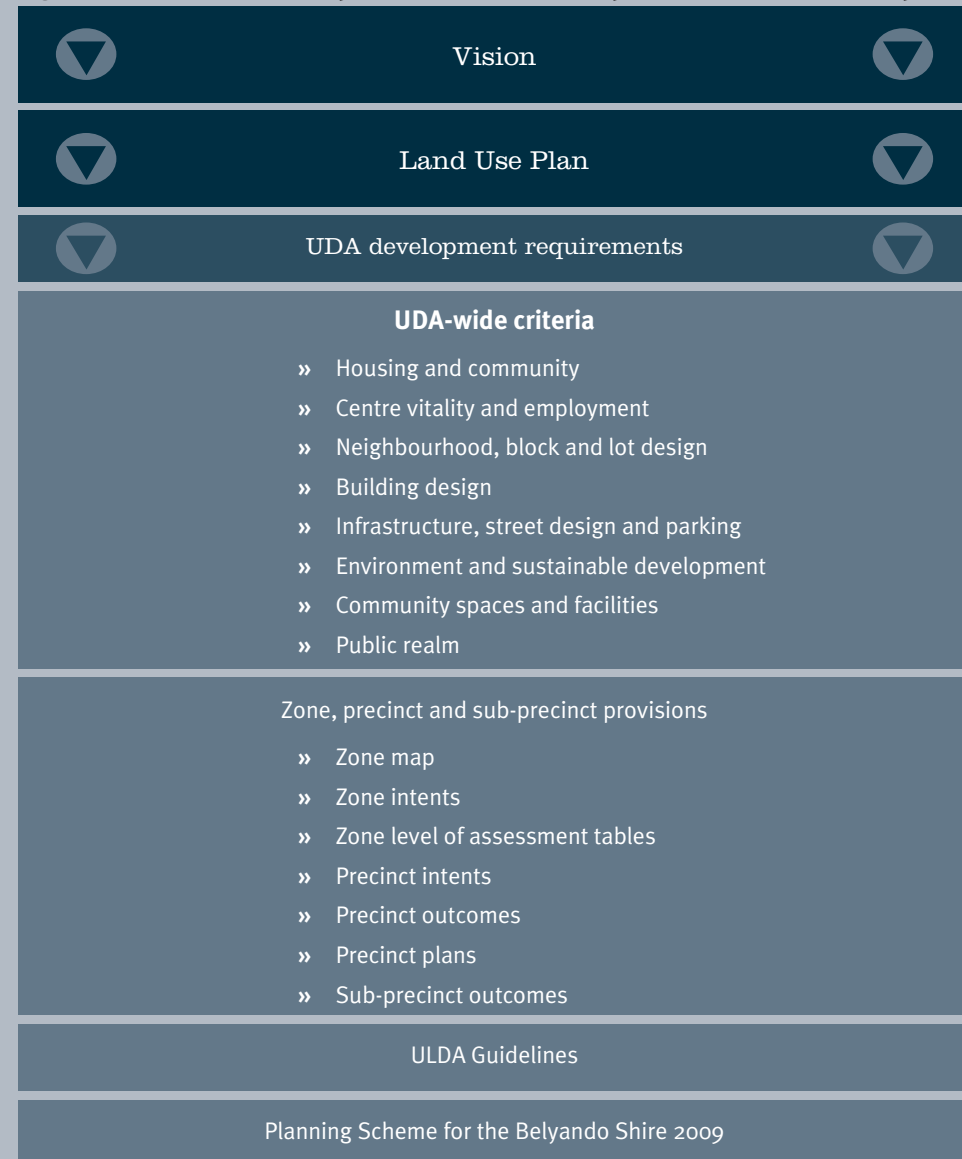 Vision
Land Use Plan
UDA development requirements
UDA-wide criteria
» Housing and community
» Centre vitality and employment
» Neighbourhood, block and lot design
» Building design
» Infrastructure, street design and parking
» Environment and sustainable development
» Community spaces and facilities
» Public realm
Zone, precinct and sub-precinct provisions
» Zone map
» Zone intents
» Zone level of assessment tables
» Precinct intents
» Precinct outcomes
» Precinct plans
» Sub-precinct outcomes
ULDA Guidelines
Planning Scheme for the Belyando Shire 2009